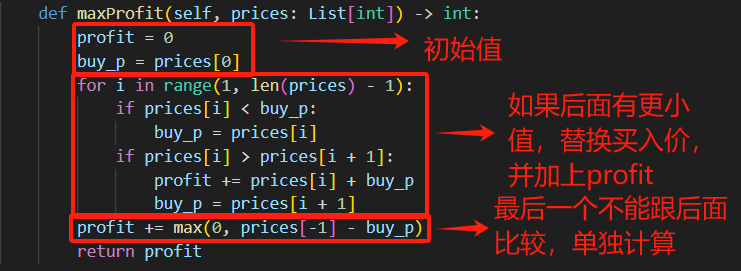 def maxProfit(self, prices: List[int]) -> int:
profit = 0
buy_p = prices[0]
初始值
for i in range(1, len(prices) - 1):
if prices[i] < buy_p:
buy_p = prices[i]
if prices[i] > prices[i + 1]:
profit += prices[i] + buy_p
buy_p = prices[i + 1]
如果后面有更小
值，替换买入价，
并加上profit
profit += max(0, prices[-1] - buy_p)
return profit
最后一个不能跟后面
比较，单独计算